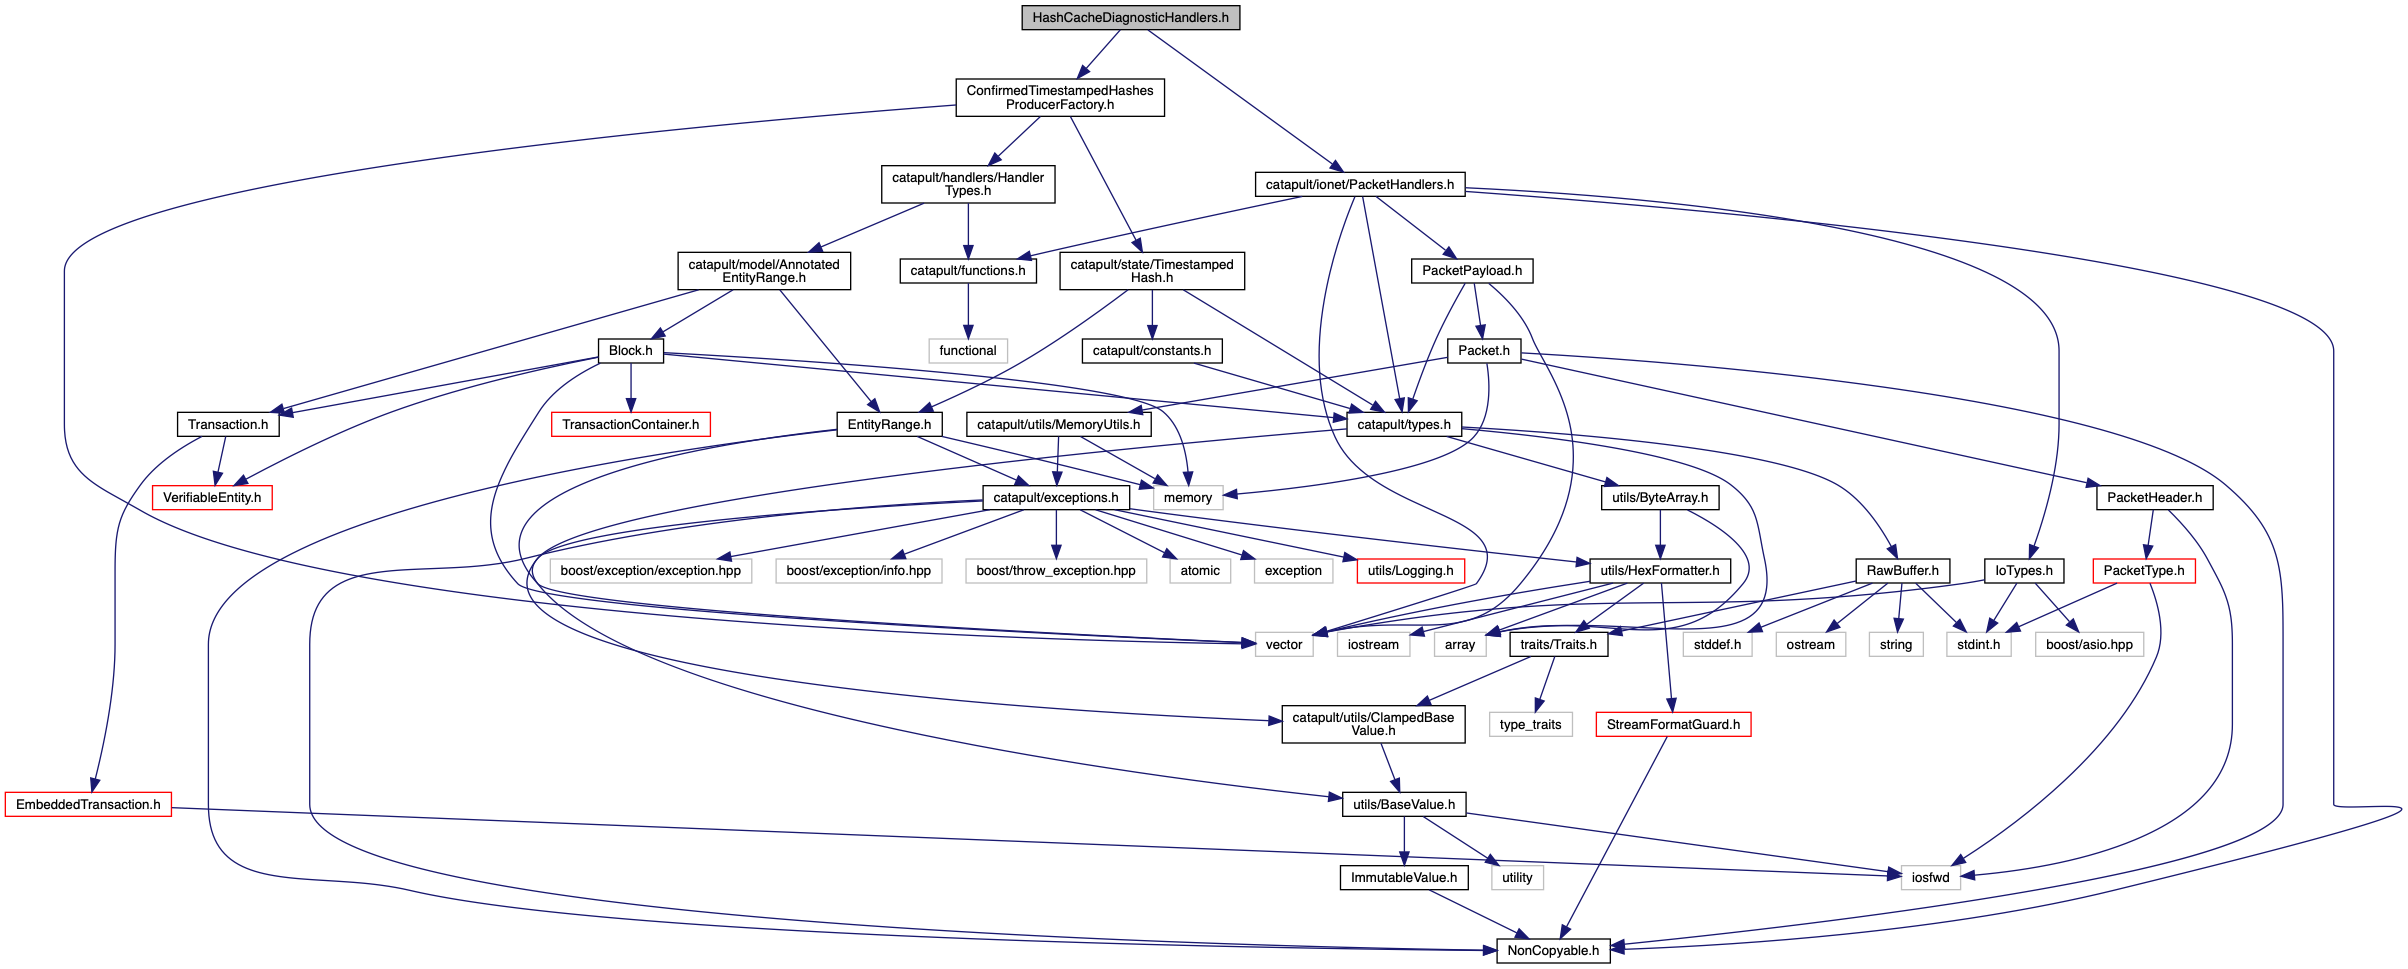 HashCacheDiagnosticHandlers.h
ConfirmedTimestampedHashes
ProducerFactory.h
catapult/handlers/Handler
Types.h
catapult/ionet/PacketHandlers.h
catapult/model/Annotated
EntityRange.h
catapult/functions.h
catapult/state/Timestamped
Hash.h
PacketPayload.h
Block.h
functional
catapult/constants.h
Packet.h
Transaction.h
TransactionContainer.h
EntityRange.h
catapult/utils/MemoryUtils.h
catapult/types.h
VerifiableEntity.h
catapult/exceptions.h
memory
utils/ByteArray.h
PacketHeader.h
boost/exception/exception.hpp
boost/exception/info.hpp
boost/throw_exception.hpp
atomic
exception
utils/Logging.h
utils/HexFormatter.h
RawBuffer.h
IoTypes.h
PacketType.h
vector
iostream
array
traits/Traits.h
stddef.h
ostream
string
stdint.h
boost/asio.hpp
catapult/utils/ClampedBase
Value.h
type_traits
StreamFormatGuard.h
EmbeddedTransaction.h
utils/BaseValue.h
ImmutableValue.h
utility
iosfwd
NonCopyable.h